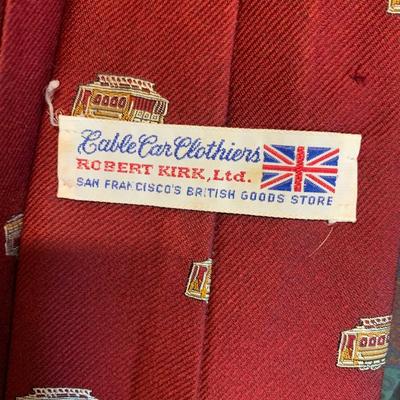 Cable Car Clothiers
ROBERT KIRK, Ltd.
SAN FRANCISCO'S BRITISH GOODS STORE